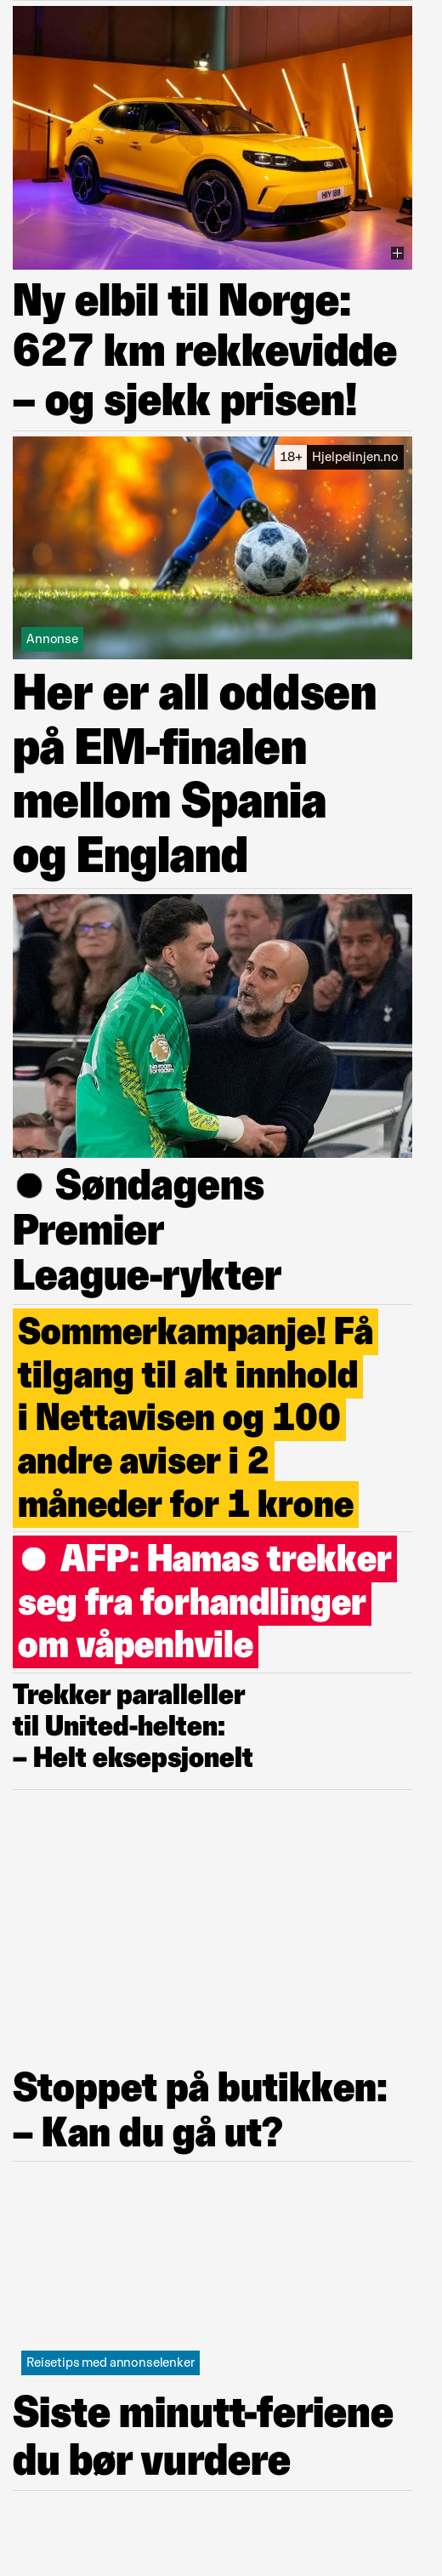 HIY 188
Ny elbil til Norge:
627 km rekkevidde
– og sjekk prisen!
18+ Hjelpelinjen.no
Annonse
Her er all oddsen
på EM-finalen
mellom Spania
og England
● Søndagens
Premier
League-rykter
Sommerkampanje! Få
tilgang til alt innhold
i Nettavisen og 100
andre aviser i 2
måneder for 1 krone
● AFP: Hamas trekker
seg fra forhandlinger
om våpenhvile
Trekker paralleller
til United-helten:
– Helt eksepsjonelt
Stoppet på butikken:
– Kan du gå ut?
Reisetips med annonselenker
Siste minutt-feriene
du bør vurdere